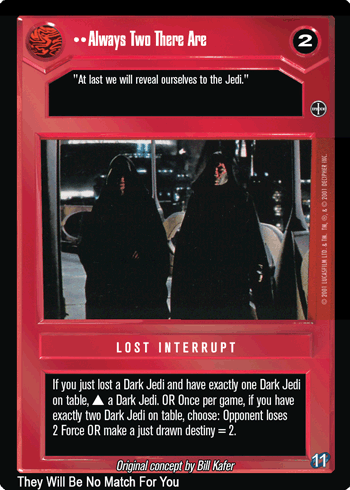 ••Always Two There Are
2
"At last we will reveal ourselves to the Jedi."
© 2001 LUCASFILM LTD. & TM. TM, ®, & © 2001 DECIPHER INC.
LOST INTERRUPT
If you just lost a Dark Jedi and have exactly one Dark Jedi
on table, ▲ a Dark Jedi. OR Once per game, if you have
exactly two Dark Jedi on table, choose: Opponent loses
2 Force OR make a just drawn destiny = 2.
Original concept by Bill Kafer
11
They Will Be No Match For You